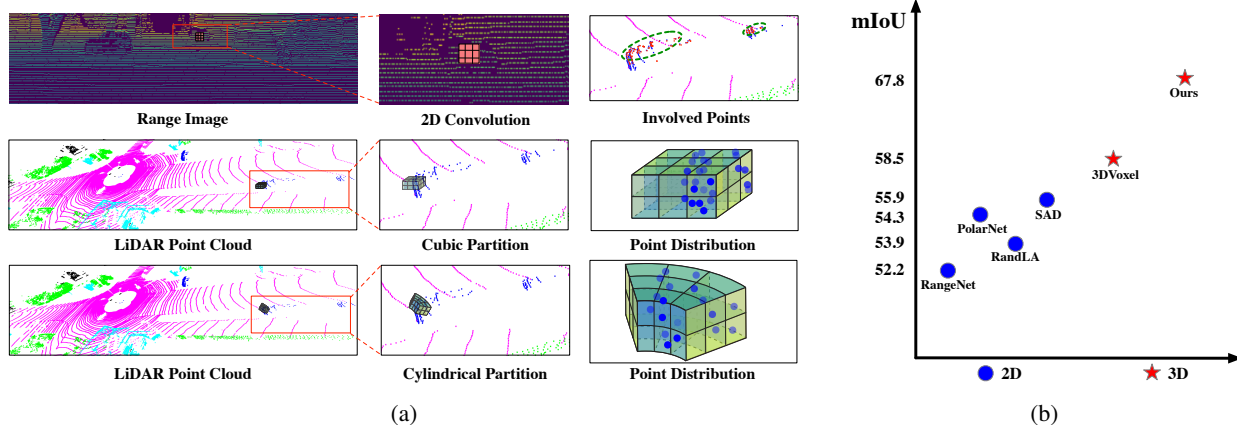 Range Image
2D Convolution
Involved Points
LiDAR Point Cloud
Cubic Partition
Point Distribution
LiDAR Point Cloud
Cylindrical Partition
Point Distribution
(a)
mIoU
67.8
Ours
58.5
3DVoxel
55.9
SAD
54.3
PolarNet
53.9
RandLA
52.2
RangeNet
2D
3D
(b)